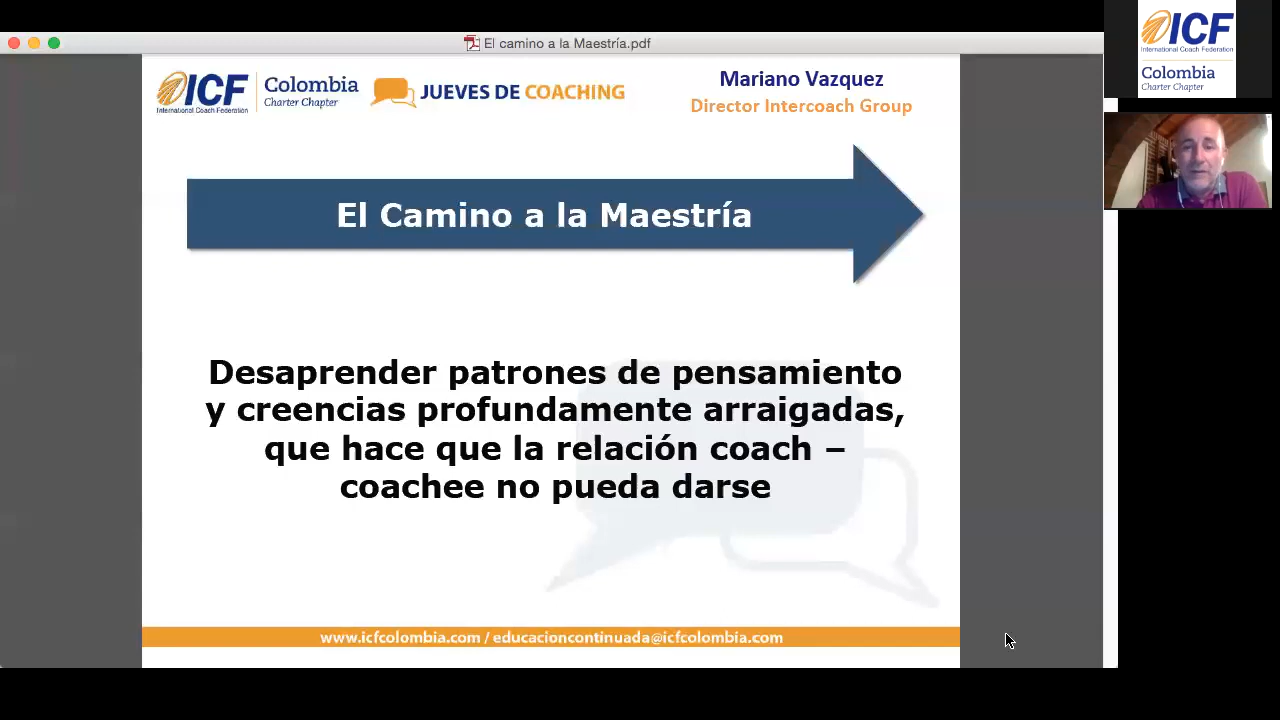 El camino a la Maestría.pdf
ICF
International Coach Federation
Colombia
Charter Chapter
JUEVES DE COACHING
Mariano Vazquez
Director Intercoach Group
El Camino a la Maestría
Desaprender patrones de pensamiento
y creencias profundamente arraigadas,
que hace que la relación coach –
coachee no pueda darse
www.icfcolombia.com / educacioncontinuada@icfcolombia.com
ICF
International Coach Federation
Colombia
Charter Chapter